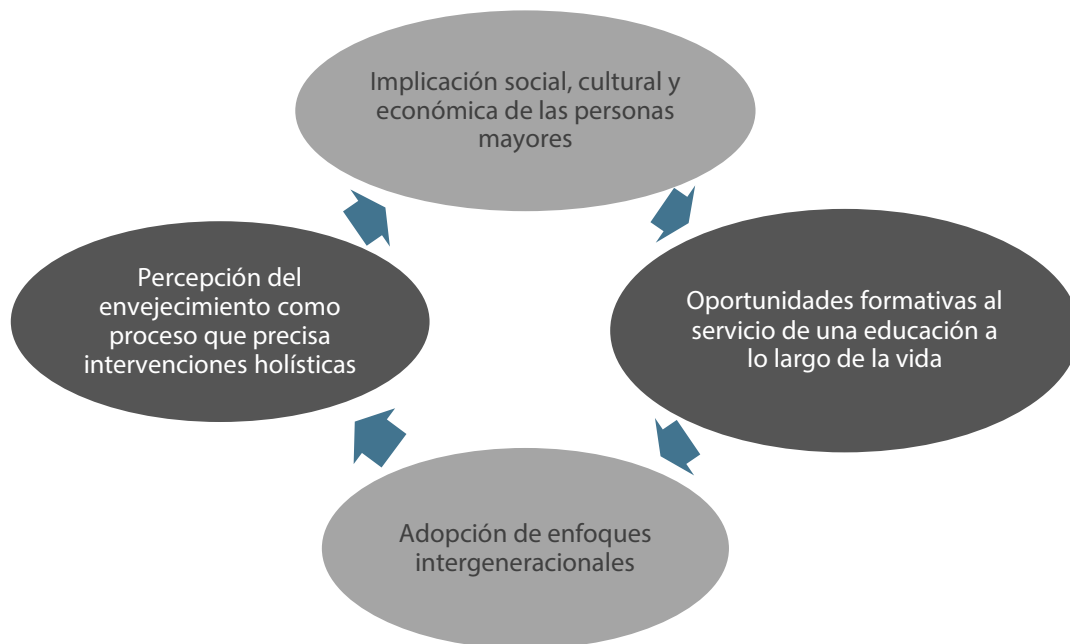 Implicación social, cultural y
económica de las personas
mayores
Percepción del
envejecimiento como
proceso que precisa
intervenciones holísticas
Oportunidades formativas al
servicio de una educación a
lo largo de la vida
Adopción de enfoques
intergeneracionales